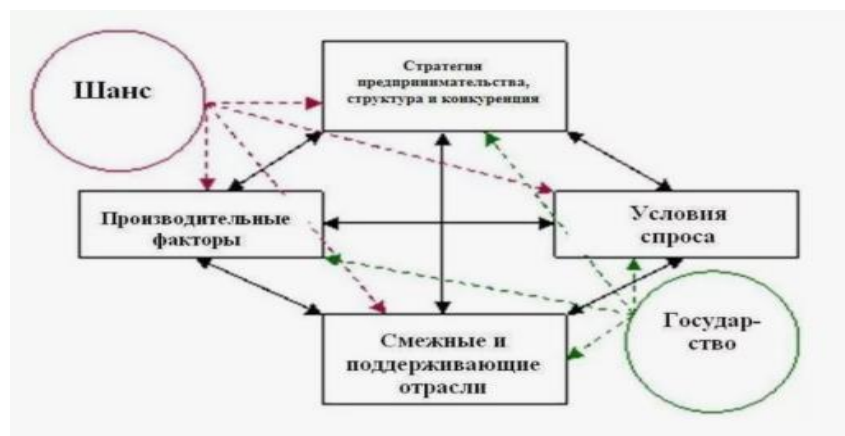 Шанс
Стратегия
предпринимательства,
структура и конкуренция
Производительные
факторы
Условия
спроса
Смежные и
поддерживающие
отрасли
Государ-
ство